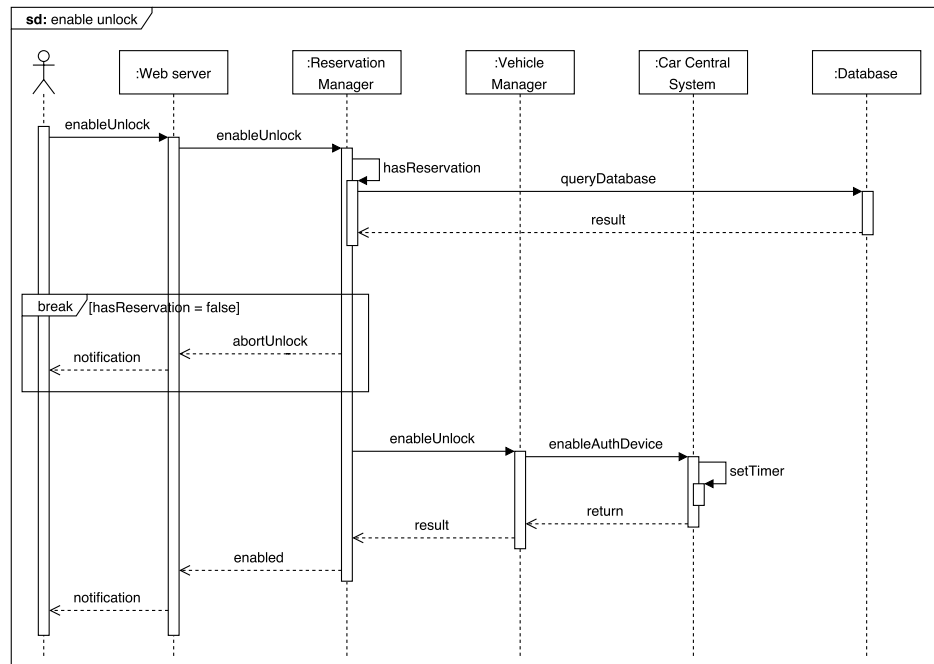 sd: enable unlock
:Web server
:Reservation
Manager
:Vehicle
Manager
:Car Central
System
:Database
enableUnlock
enableUnlock
hasReservation
queryDatabase
result
break
[hasReservation = false]
abortUnlock
notification
enableUnlock
enableAuthDevice
setTimer
return
result
enabled
notification